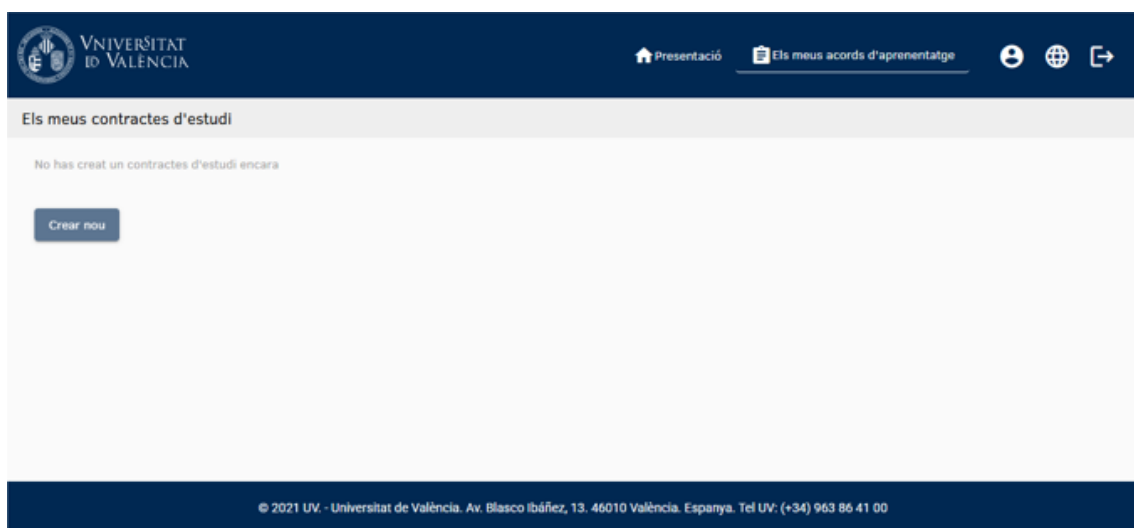 VNIVERSITAT
ID VALÈNCIA
Presentació
Els meus acords d'aprenentatge
Els meus contractes d'estudi
No has creat un contractes d'estudi encara
Crear nou
© 2021 UV. - Universitat de València. Av. Blasco Ibáñez, 13. 46010 València. Espanya. Tel UV: (+34) 963 86 41 00